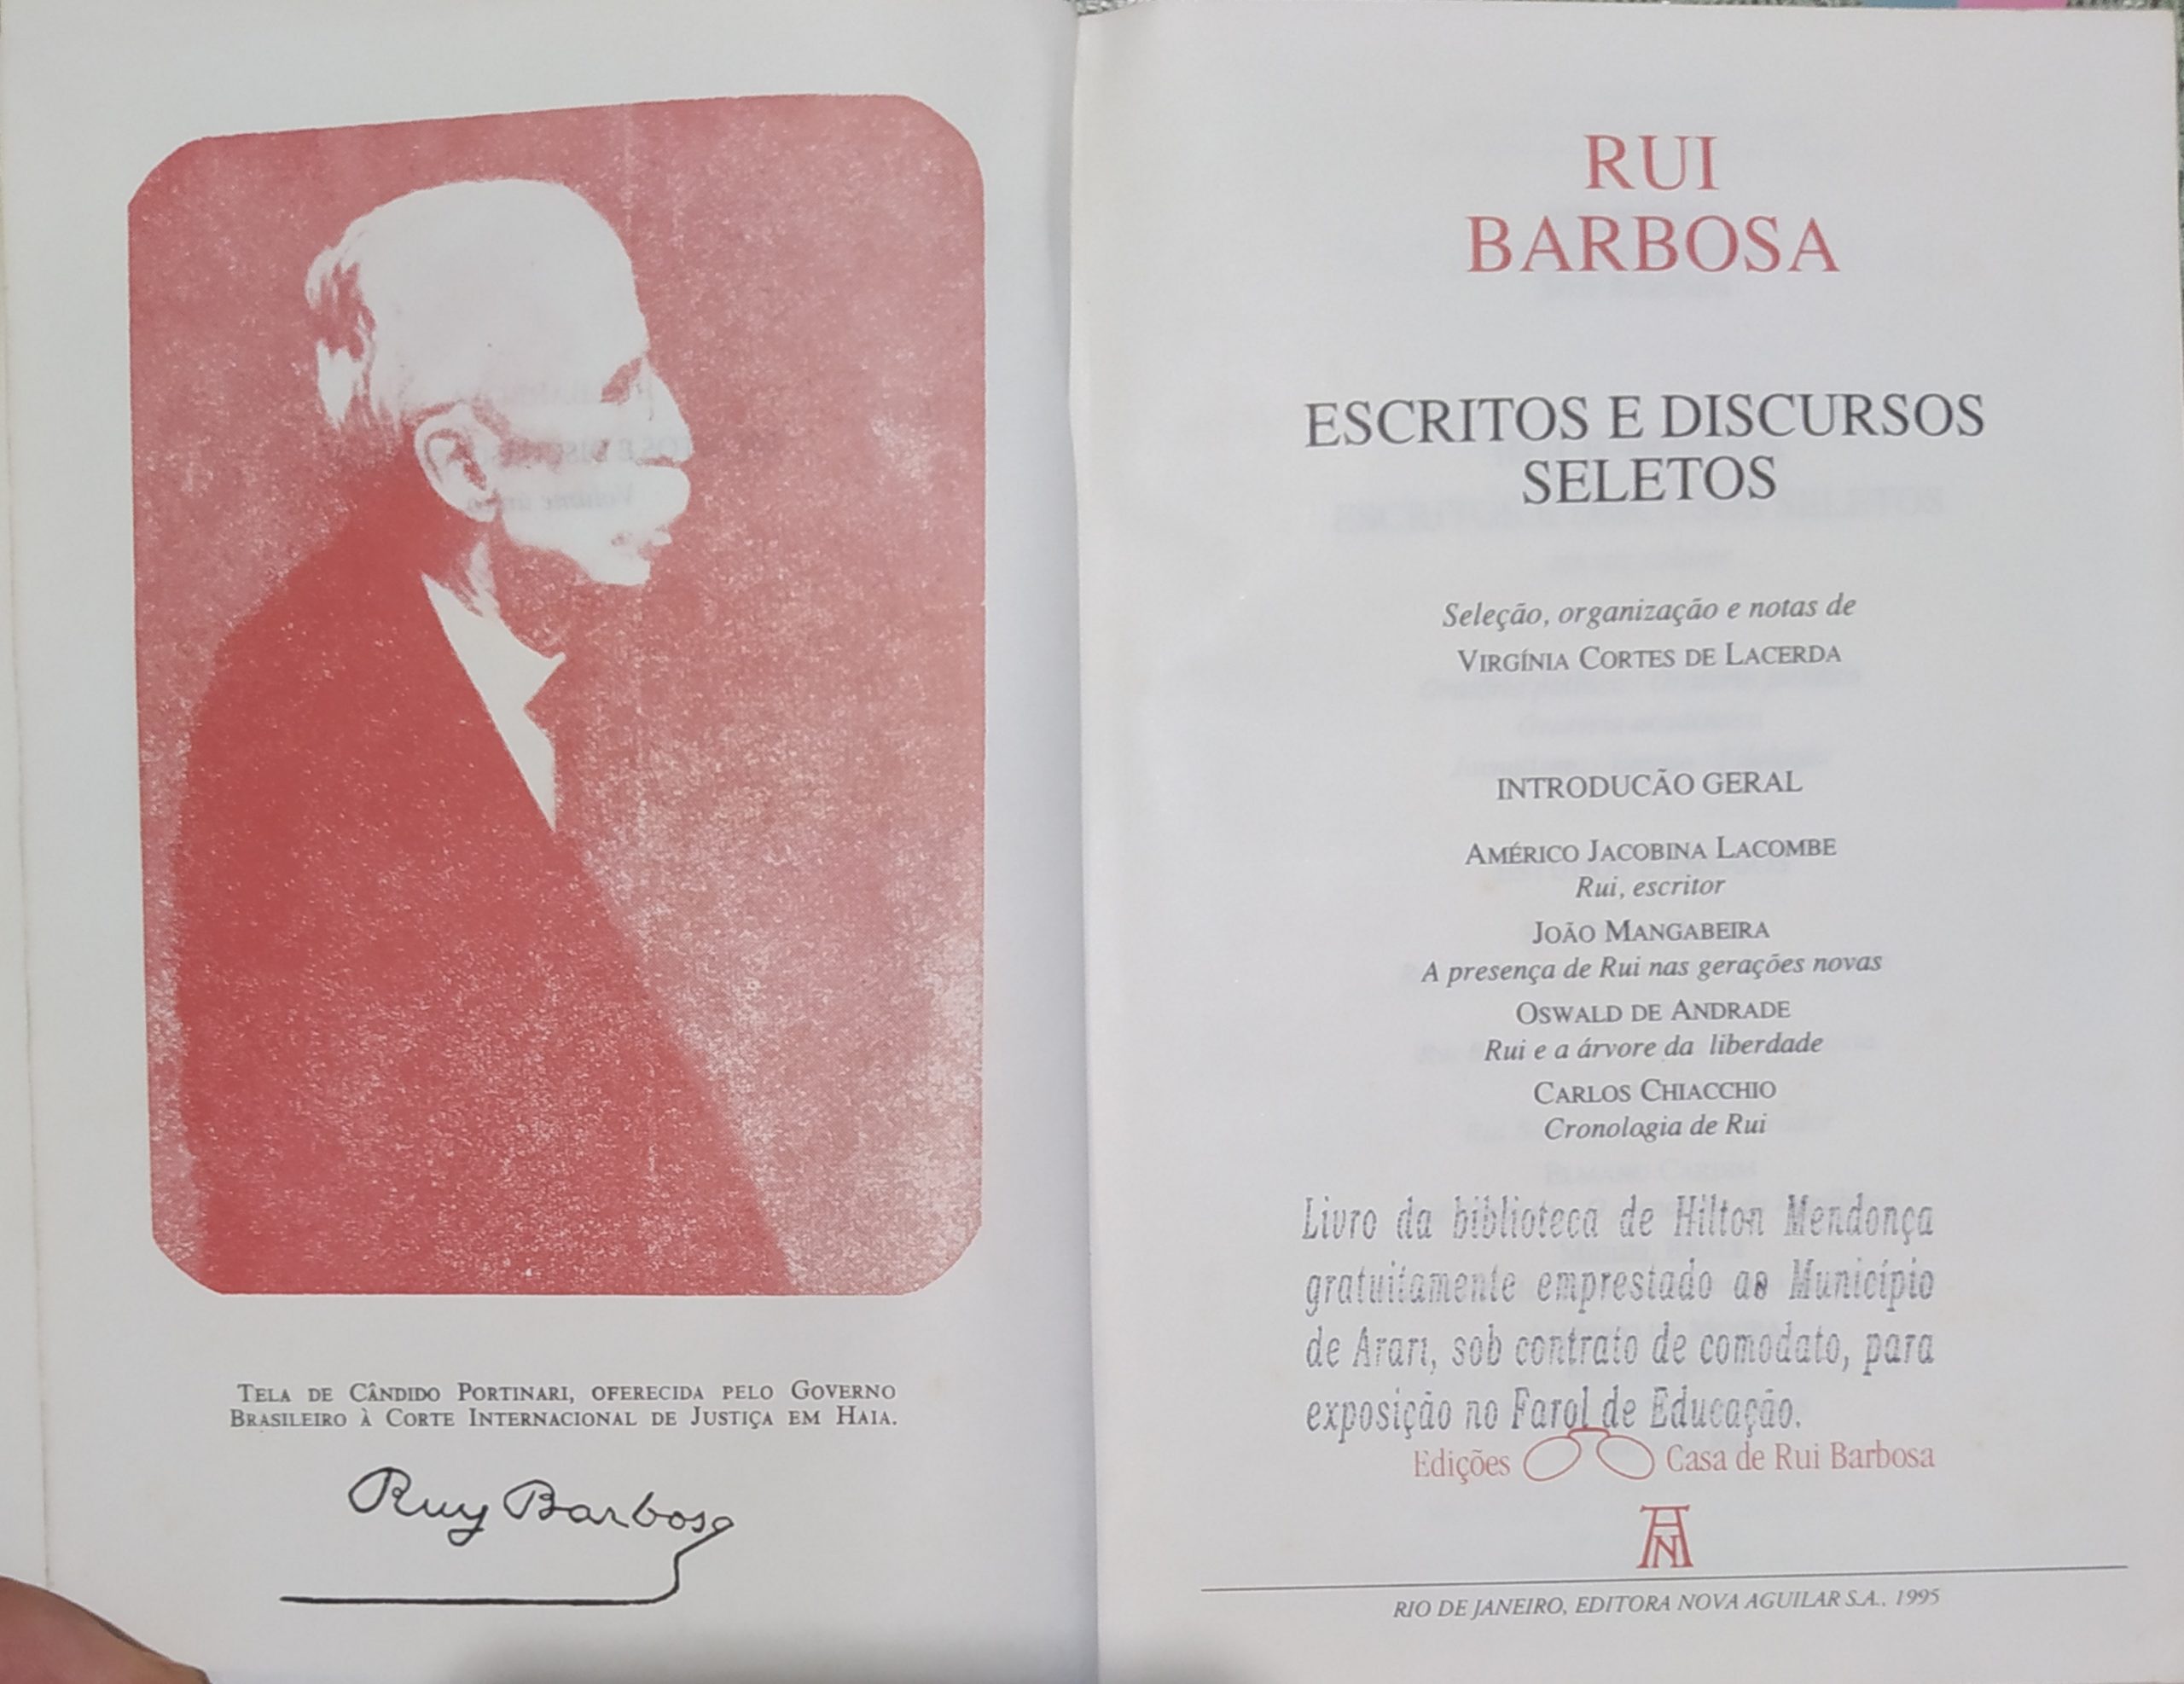 TELA DE CÂNDIDO PORTINARI, OFERECIDA PELO GOVERNO
BRASILEIRO À CORTE INTERNACIONAL DE JUSTIÇA EM HAIA.
Ruy Barbosa
RUI
BARBOSA
ESCRITOS E DISCURSOS
SELETOS
Seleção, organização e notas de
VIRGÍNIA CORTES DE LACERDA
INTRODUCÃO GERAL
AMÉRICO JACOBINA LACOMBE
Rui, escritor
JOÃO MANGABEIRA
A presença de Rui nas gerações novas
OSWALD DE ANDRADE
Rui e a árvore da liberdade
CARLOS CHIACCHIO
Cronologia de Rui
Livro da biblioteca de Hilton Mendonça
gratuitamente emprestado ao Município
de Arari, sob contrato de comodato, para
exposição no Farol de Educação.
Edições Casa de Rui Barbosa
RIO DE JANEIRO, EDITORA NOVA AGUILAR S.A., 1995